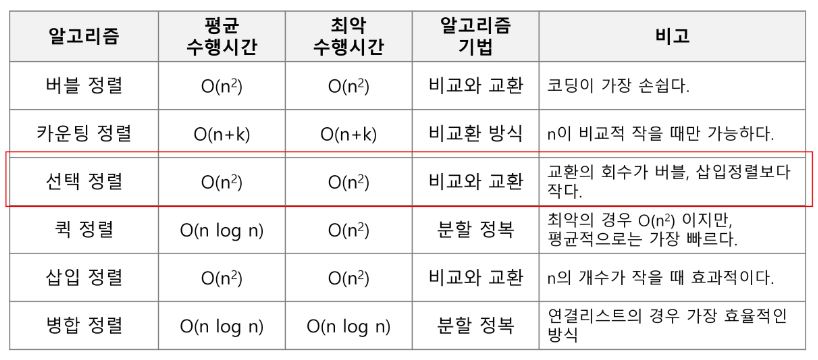 알고리즘 평균 수행시간 최악 수행시간 알고리즘 기법 비고
버블 정렬 O(n²) O(n²) 비교와 교환 코딩이 가장 손쉽다.
카운팅 정렬 O(n+k) O(n+k) 비교환 방식 n이 비교적 작을 때만 가능하다.
선택 정렬 O(n²) O(n²) 비교와 교환 교환의 회수가 버블, 삽입정렬보다
작다.
퀵 정렬 O(n log n) O(n²) 분할 정복 최악의 경우 O(n²) 이지만,
평균적으로는 가장 빠르다.
삽입 정렬 O(n²) O(n²) 비교와 교환 n의 개수가 작을 때 효과적이다.
병합 정렬 O(n log n) O(n log n) 분할 정복 연결리스트의 경우 가장 효율적인
방식